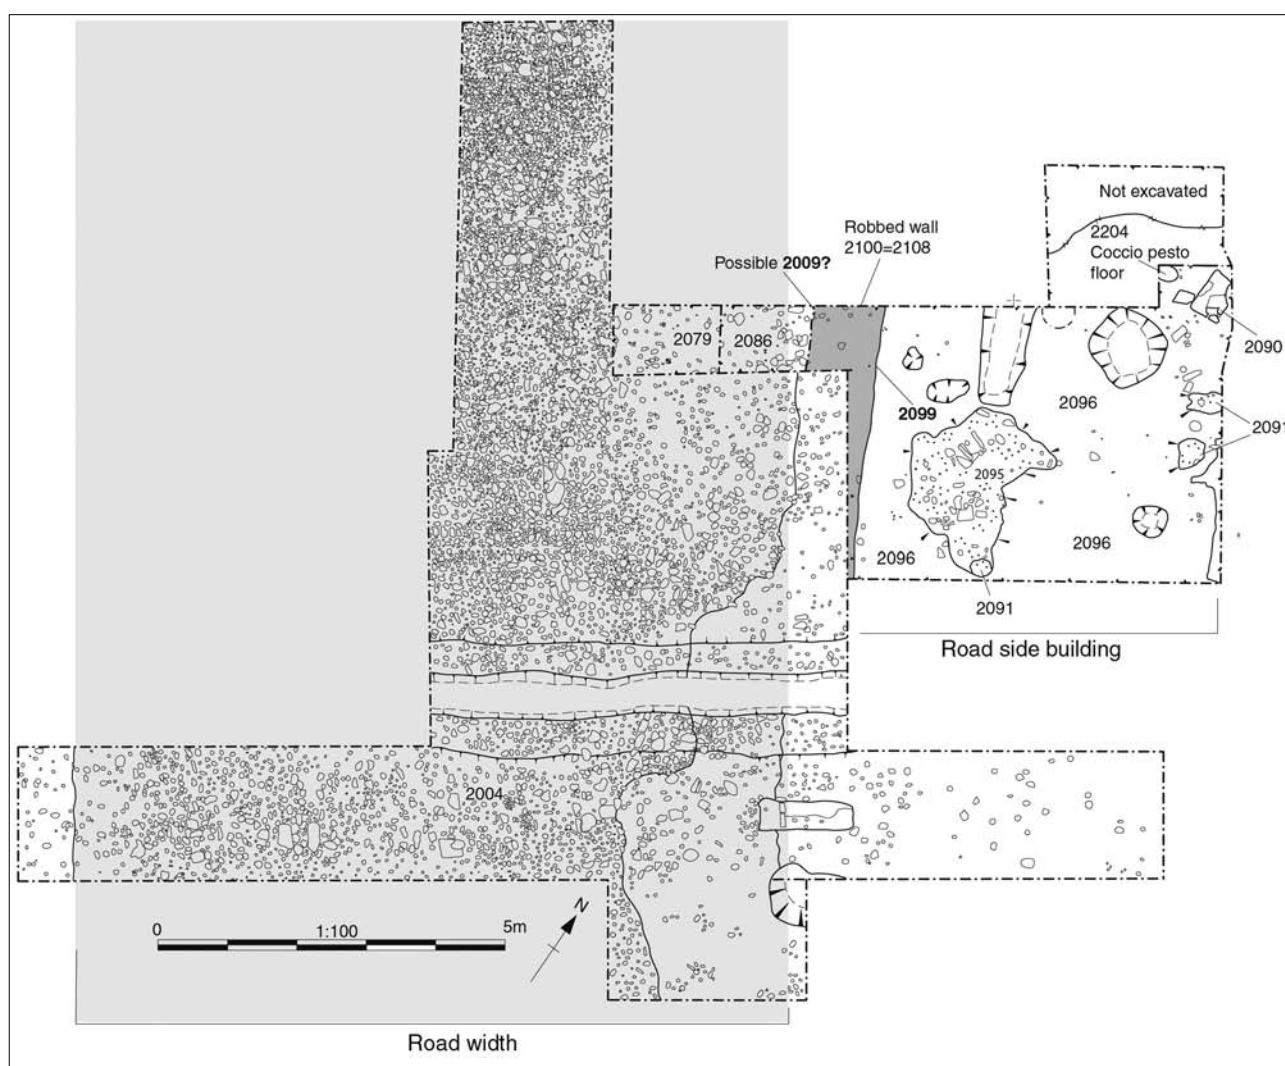 Not excavated
2204
Coccio pesto
floor
Robbed wall
2100=2108
Possible 2009?
2079
2086
2090
2099
2096
2091
2095
2096
2096
2091
Road side building
2004
0
1:100
5m
N
Road width